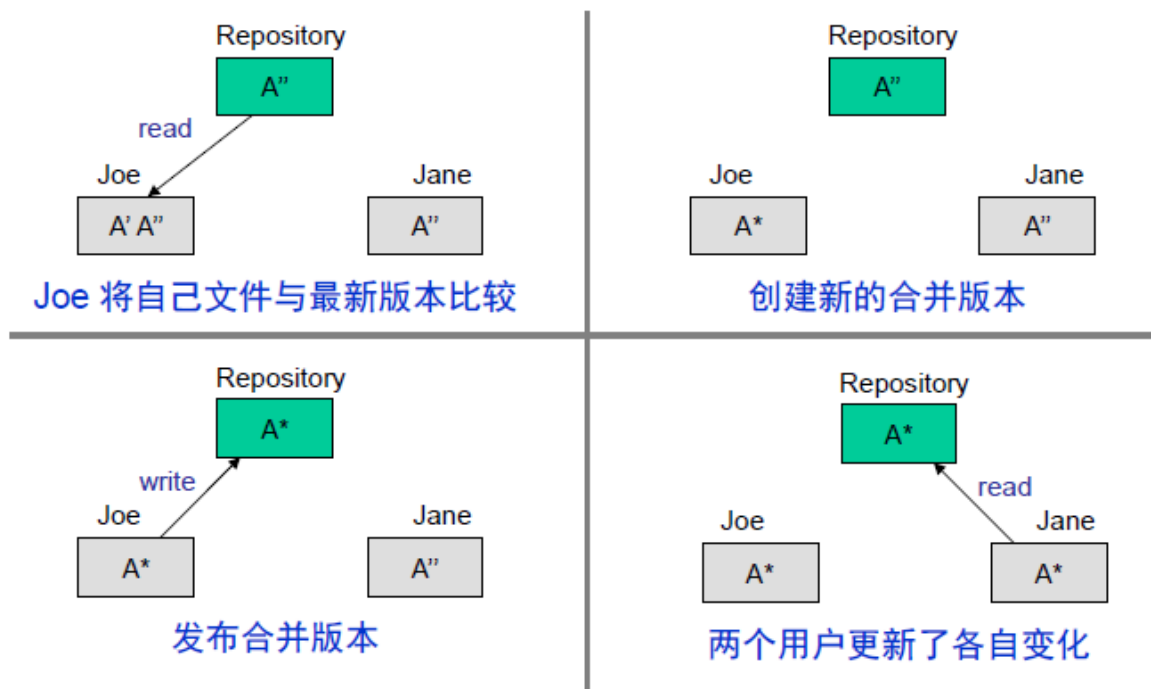 Repository
A”
read
Joe
Jane
A’ A”
A”
Joe 将自己文件与最新版本比较
Repository
A”
Joe
Jane
A*
A”
创建新的合并版本
Repository
A*
write
Joe
Jane
A*
A”
发布合并版本
Repository
A*
read
Joe
Jane
A*
A*
两个用户更新了各自变化